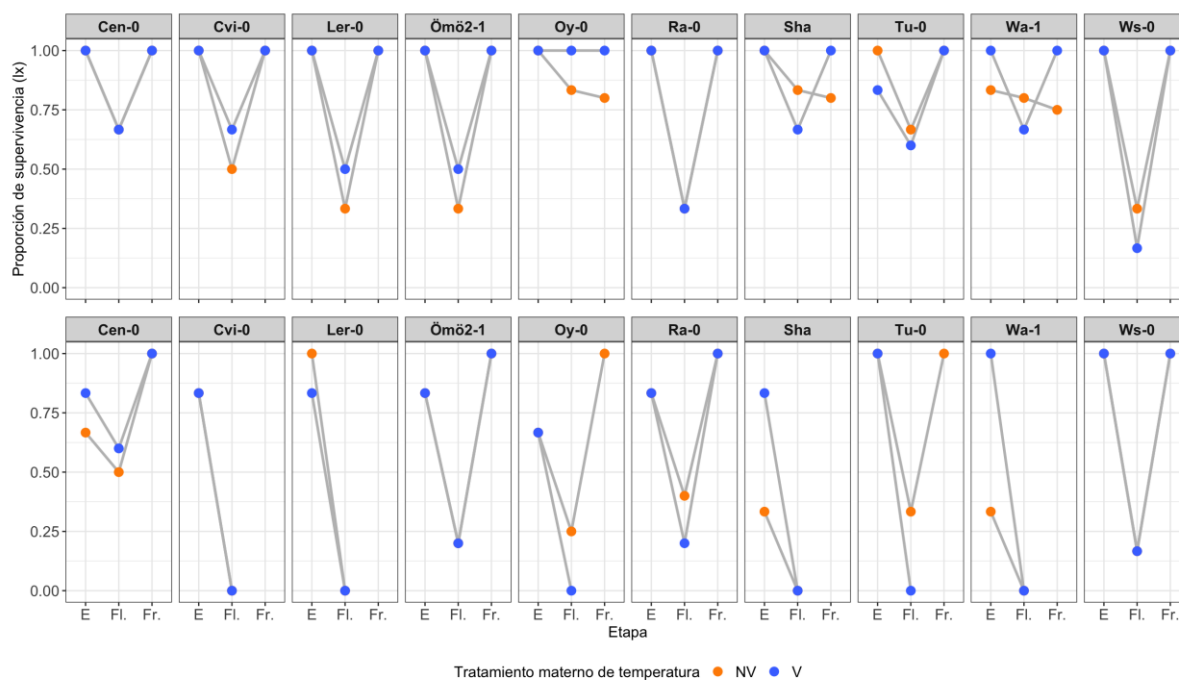 Cen-0 Cvi-0 Ler-0 Ömö2-1 Oy-0 Ra-0 Sha Tu-0 Wa-1 Ws-0
1.00
0.75
0.50
0.25
0.00
Proporción de supervivencia (lx)
Cen-0 Cvi-0 Ler-0 Ömö2-1 Oy-0 Ra-0 Sha Tu-0 Wa-1 Ws-0
1.00
0.75
0.50
0.25
0.00
E Fl. Fr. E Fl. Fr. E Fl. Fr. E Fl. Fr. E Fl. Fr. E Fl. Fr. E Fl. Fr. E Fl. Fr. E Fl. Fr. E Fl. Fr.
Etapa
Tratamiento materno de temperatura NV V